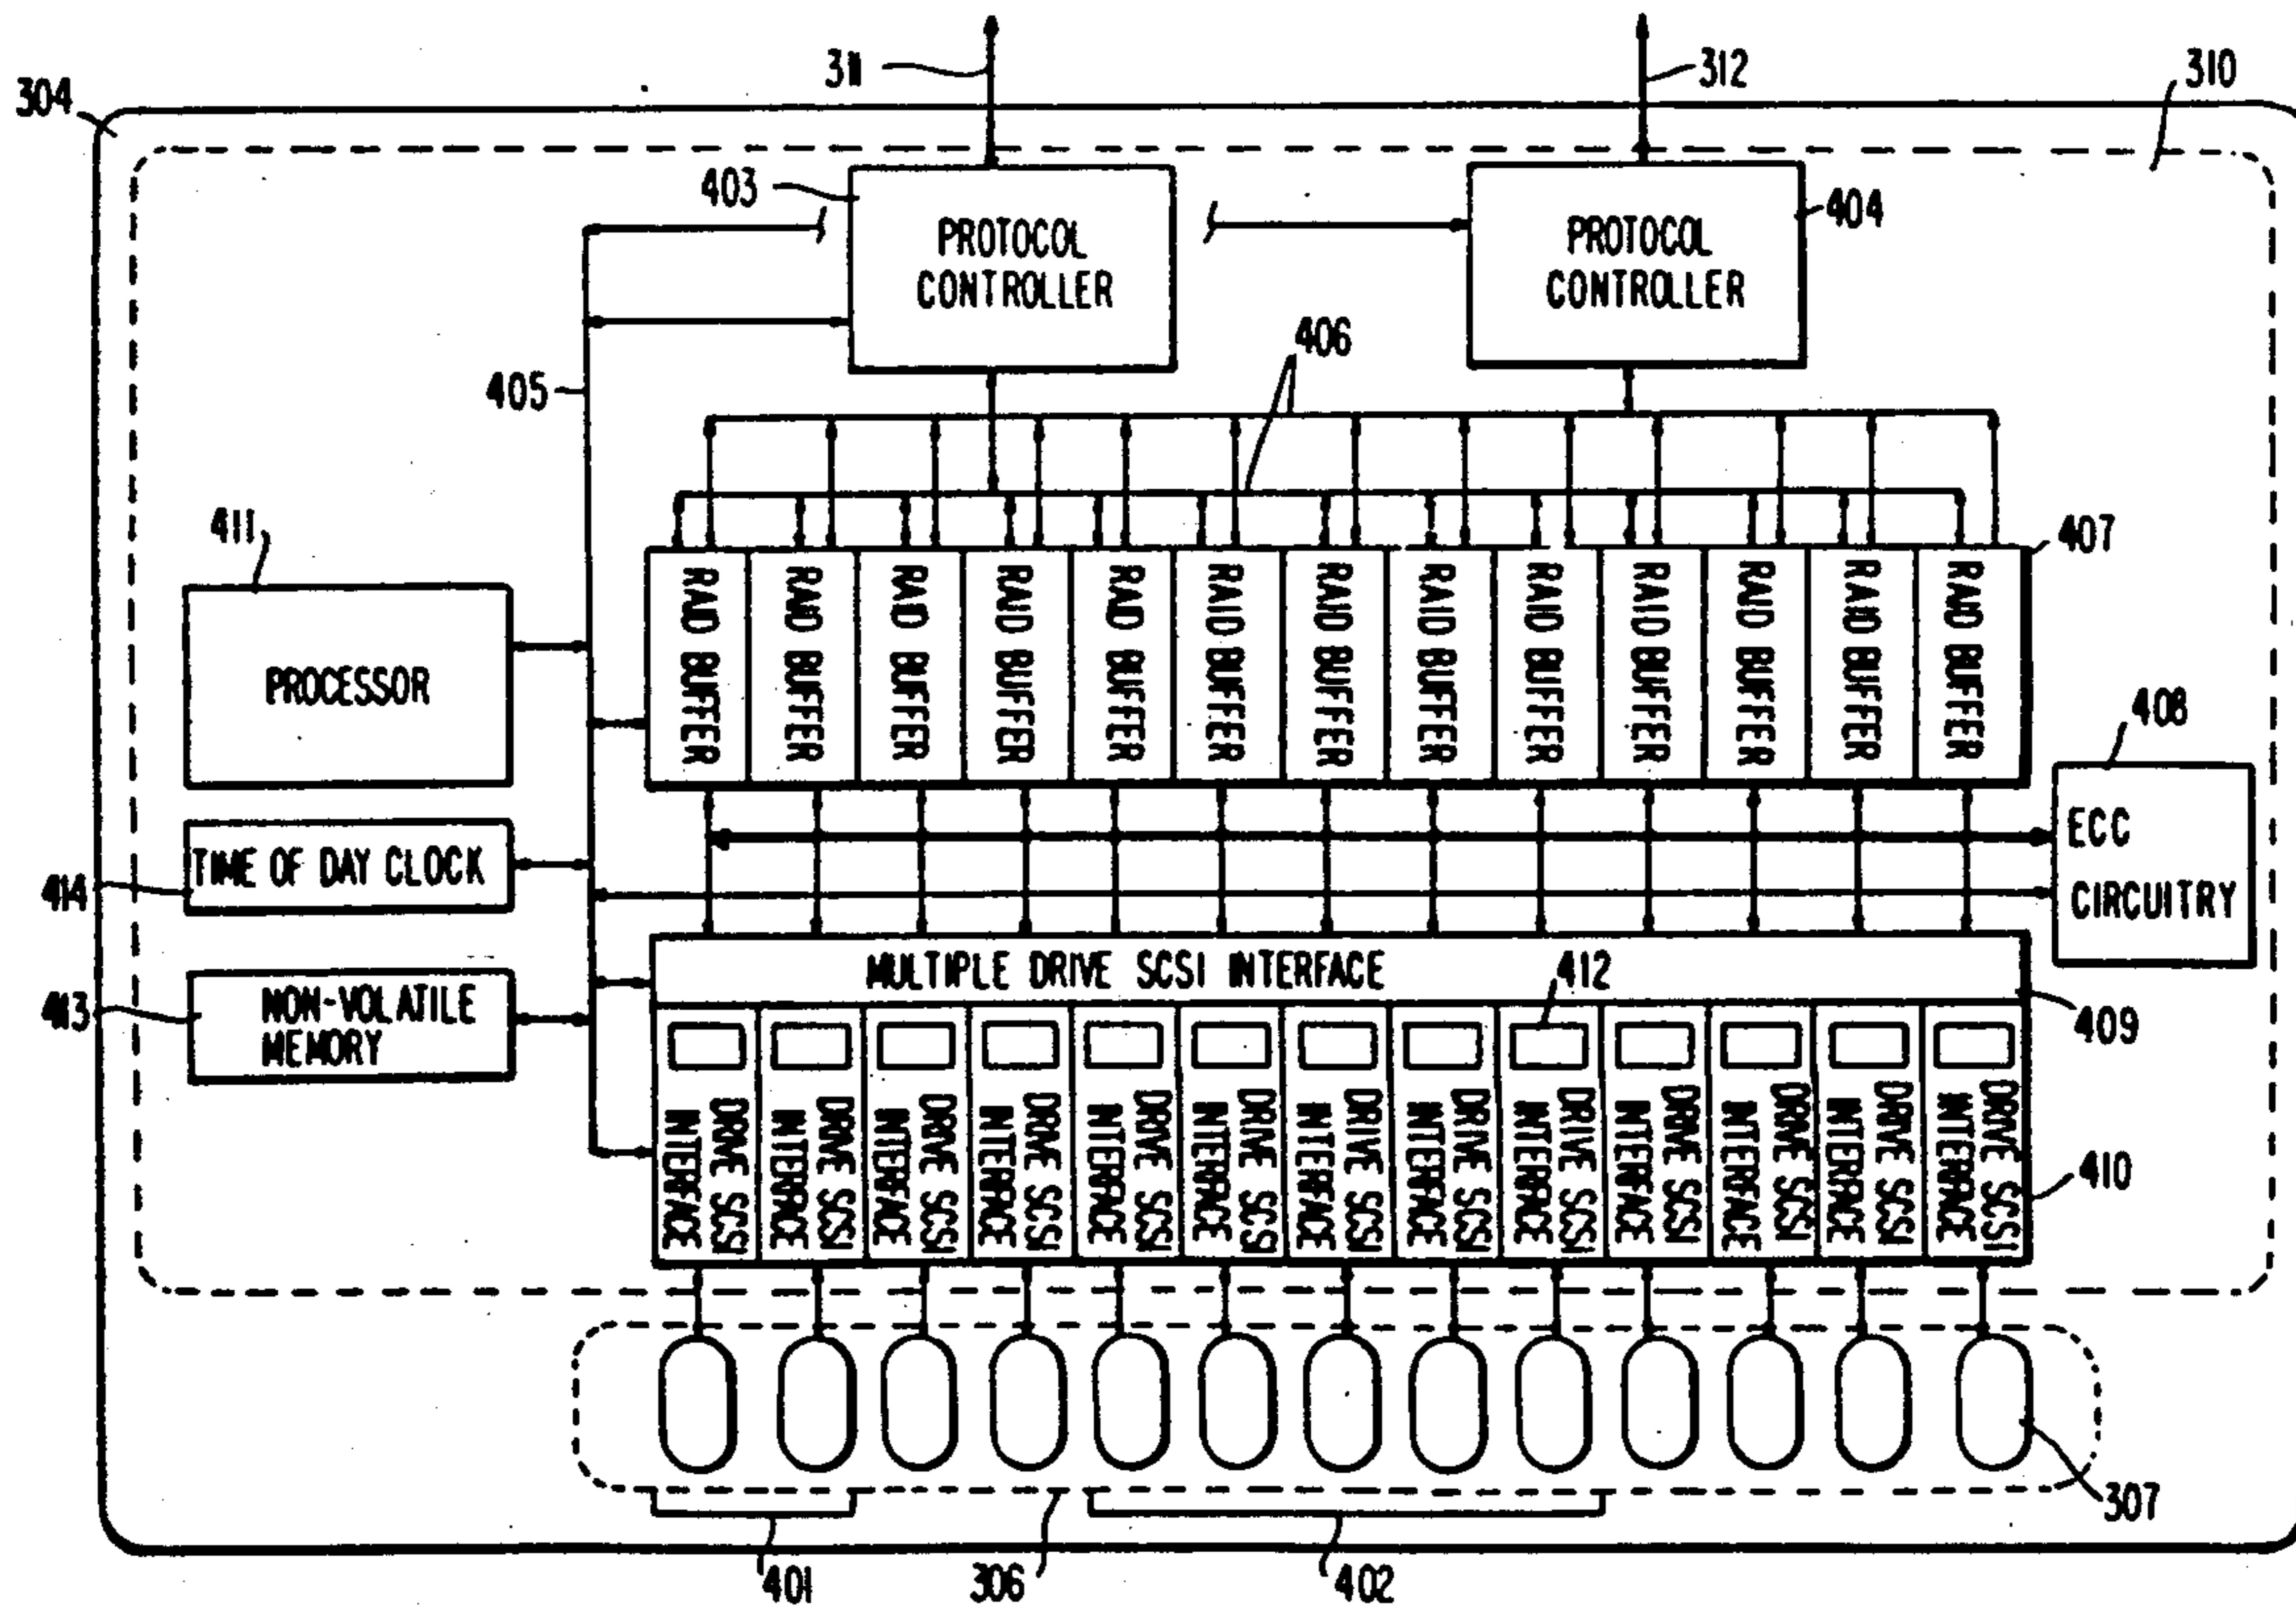 311
312
310
304
403
PROTOCOL
CONTROLLER
PROTOCOL
CONTROLLER
404
406
405
411
PROCESSOR
407
RAID BUFFER
RAID BUFFER
RAID BUFFER
RAID BUFFER
RAID BUFFER
RAID BUFFER
RAID BUFFER
RAID BUFFER
RAID BUFFER
RAID BUFFER
RAID BUFFER
RAID BUFFER
RAID BUFFER
408
ECC
CIRCUITRY
TIME OF DAY CLOCK
414
MULTIPLE DRIVE SCSI INTERFACE
412
409
413
NON-VOLATILE
MEMORY
DRIVE SCSI
INTERFACE
DRIVE SCSI
INTERFACE
DRIVE SCSI
INTERFACE
DRIVE SCSI
INTERFACE
DRIVE SCSI
INTERFACE
DRIVE SCSI
INTERFACE
DRIVE SCSI
INTERFACE
DRIVE SCSI
INTERFACE
DRIVE SCSI
INTERFACE
DRIVE SCSI
INTERFACE
DRIVE SCSI
INTERFACE
DRIVE SCSI
INTERFACE
DRIVE SCSI
INTERFACE
410
307
401
306
402